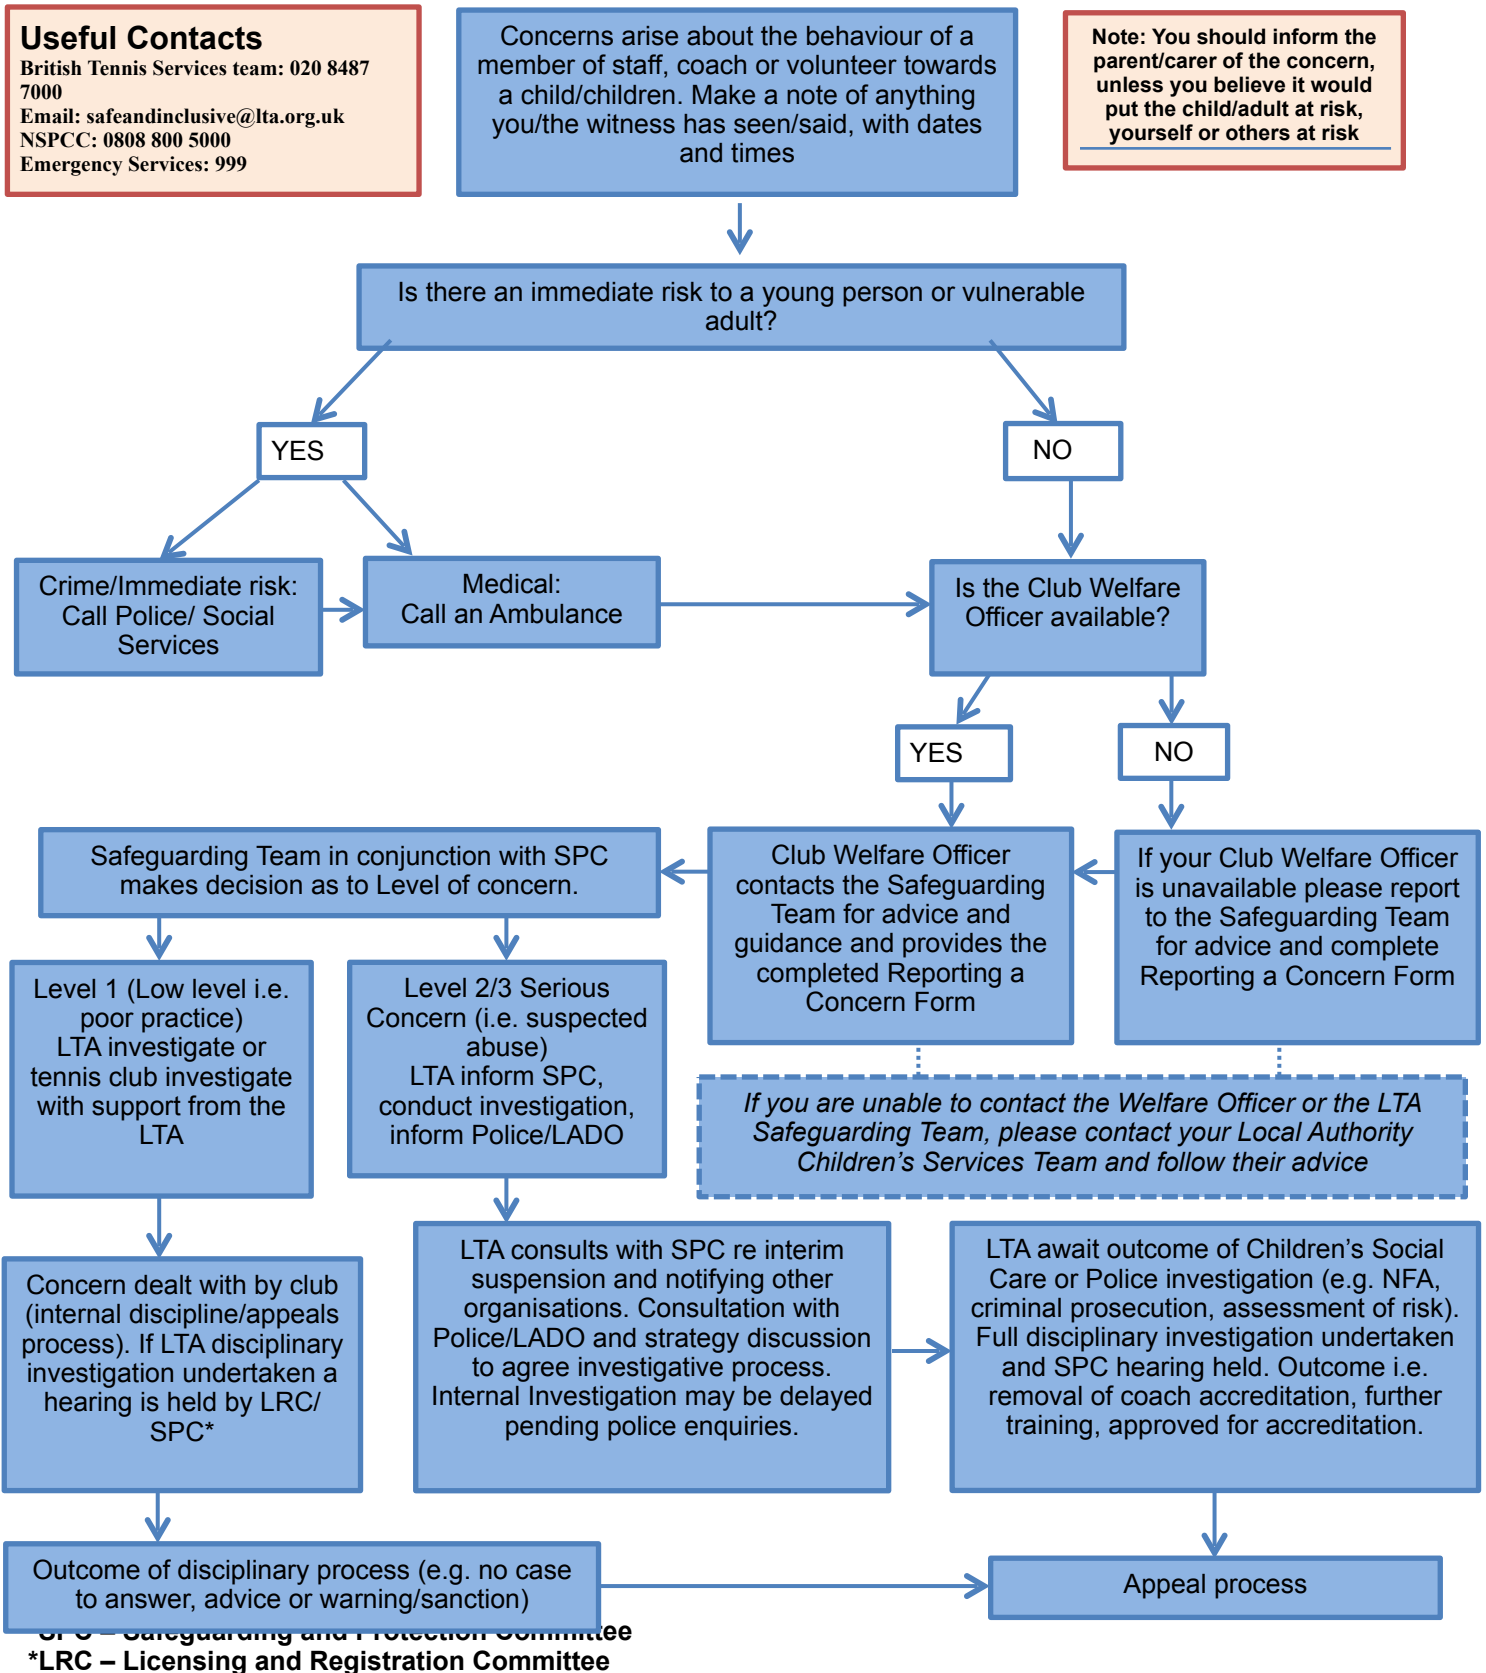 Useful Contacts
British Tennis Services team: 020 8487
7000
Email: safeandinclusive@lta.org.uk
NSPCC: 0808 800 5000
Emergency Services: 999
Concerns arise about the behaviour of a
member of staff, coach or volunteer towards
a child/children. Make a note of anything
you/the witness has seen/said, with dates
and times
Note: You should inform the
parent/carer of the concern,
unless you believe it would
put the child/adult at risk,
yourself or others at risk
Is there an immediate risk to a young person or vulnerable
adult?
YES
NO
Crime/Immediate risk:
Call Police/ Social
Services
Medical:
Call an Ambulance
Is the Club Welfare
Officer available?
YES
NO
Safeguarding Team in conjunction with SPC
makes decision as to Level of concern.
Club Welfare Officer
contacts the Safeguarding
Team for advice and
guidance and provides the
completed Reporting a
Concern Form
If your Club Welfare Officer
is unavailable please report
to the Safeguarding Team
for advice and complete
Reporting a Concern Form
Level 1 (Low level i.e.
poor practice)
LTA investigate or
tennis club investigate
with support from the
LTA
Level 2/3 Serious
Concern (i.e. suspected
abuse)
LTA inform SPC,
conduct investigation,
inform Police/LADO
If you are unable to contact the Welfare Officer or the LTA
Safeguarding Team, please contact your Local Authority
Children’s Services Team and follow their advice
Concern dealt with by club
(internal discipline/appeals
process). If LTA disciplinary
investigation undertaken a
hearing is held by LRC/
SPC*
LTA consults with SPC re interim
suspension and notifying other
organisations. Consultation with
Police/LADO and strategy discussion
to agree investigative process.
Internal Investigation may be delayed
pending police enquiries.
LTA await outcome of Children’s Social
Care or Police investigation (e.g. NFA,
criminal prosecution, assessment of risk).
Full disciplinary investigation undertaken
and SPC hearing held. Outcome i.e.
removal of coach accreditation, further
training, approved for accreditation.
Outcome of disciplinary process (e.g. no case
to answer, advice or warning/sanction)
Appeal process
SPC – Safeguarding and Protection Committee
*LRC – Licensing and Registration Committee